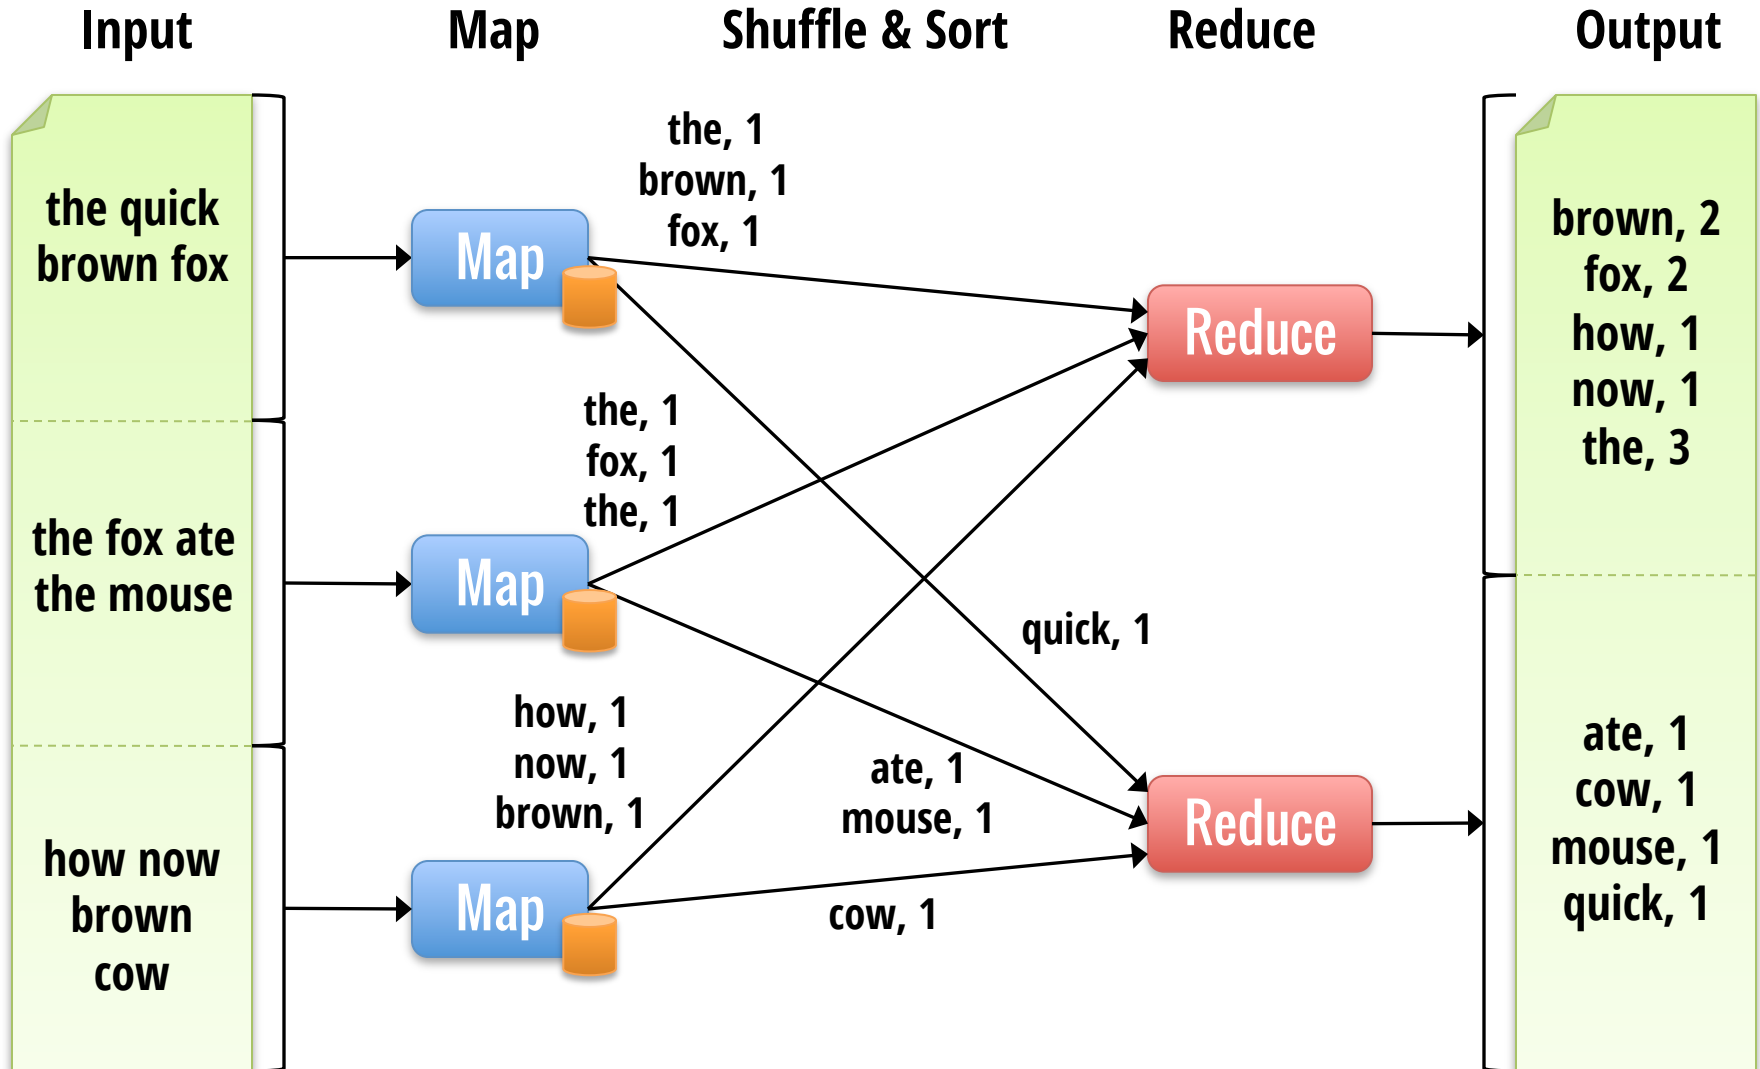 Input
Map
Shuffle & Sort
Reduce
Output
the quick
brown fox
the fox ate
the mouse
how now
brown
cow
Map
Map
Map
the, 1
brown, 1
fox, 1
the, 1
fox, 1
the, 1
how, 1
now, 1
brown, 1
quick, 1
ate, 1
mouse, 1
cow, 1
Reduce
Reduce
brown, 2
fox, 2
how, 1
now, 1
the, 3
ate, 1
cow, 1
mouse, 1
quick, 1